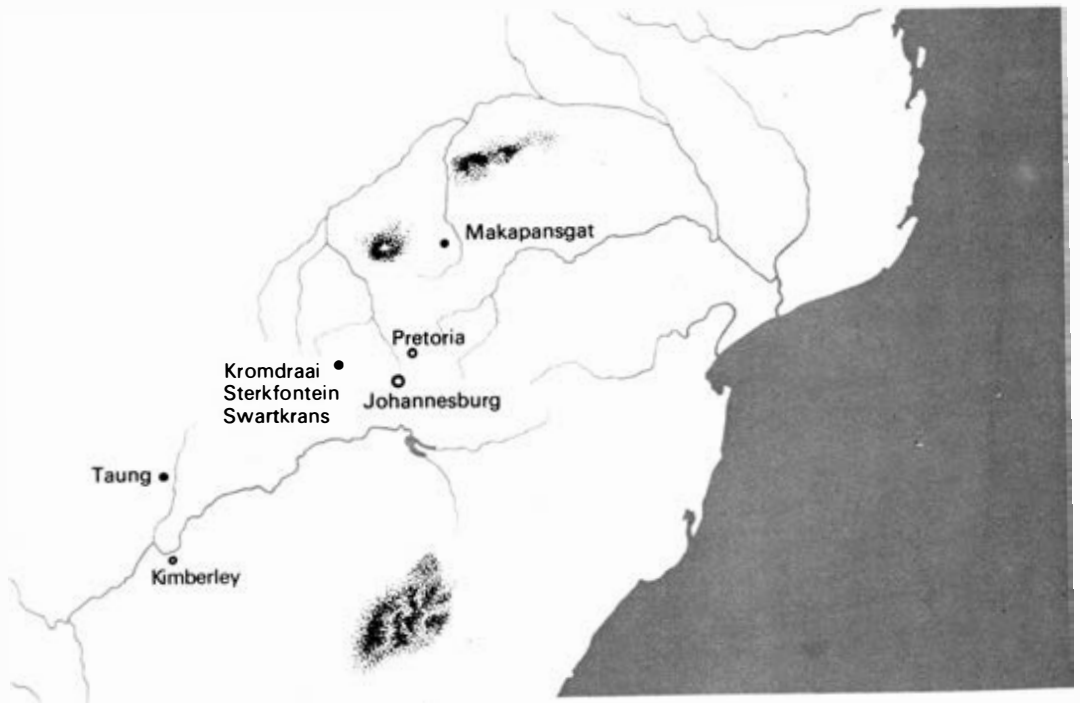 Makapansgat
Pretoria
Kromdraai
Sterkfontein
Swartkrans
Johannesburg
Taung
Kimberley